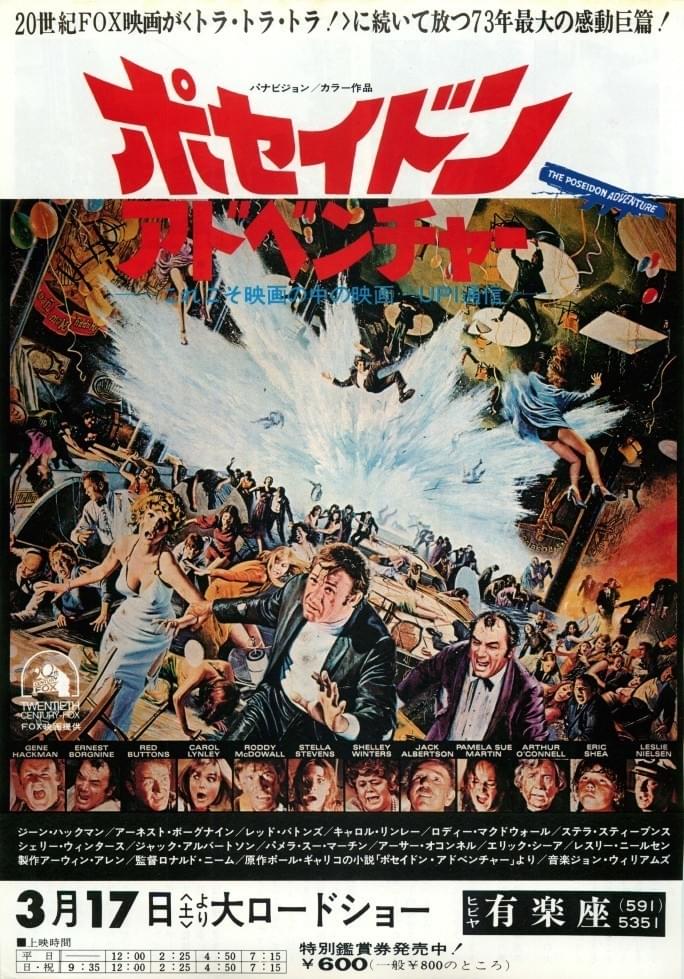 20世紀FOX映画が〈トラ・トラ・トラ!〉に続いて放つ73年最大の感動巨篇!
パナビジョン/カラー作品
ポセイドン
THE POSEIDON ADVENTURE
アドベンチャー
—これこそ映画の中の映画—UPI通信—
TWENTIETH
CENTURY-FOX
FOX映画提供
GENE HACKMAN
ERNEST BORGNINE
RED BUTTONS
CAROL LYNLEY
RODDY McDOWALL
STELLA STEVENS
SHELLEY WINTERS
JACK ALBERTSON
PAMELA SUE MARTIN
ARTHUR O'CONNELL
ERIC SHEA
LESLIE NIELSEN
ジーン・ハックマン/アーネスト・ボーグナイン/レッド・バトンズ/キャロル・リンレー/ロディー・マクドウォール/ステラ・スティーブンス
シェリー・ウィンタース/ジャック・アルバートソン/パメラ・スー・マーチン/アーサー・オコンネル/エリック・シーア/レスリー・ニールセン
製作アーウィン・アレン/監督ロナルド・ニーム/原作ポール・ギャリコの小説「ポセイドン・アドベンチャー」より/音楽ジョン・ウィリアムズ
3月17日〈土〉より大ロードショー
ヒビヤ 有楽座 (591) 5351
■上映時間
平日 —— 12:00 2:25 4:50 7:15
日・祝 9:35 12:00 2:25 4:50 7:15
特別鑑賞券発売中!
¥600(一般¥800のところ)